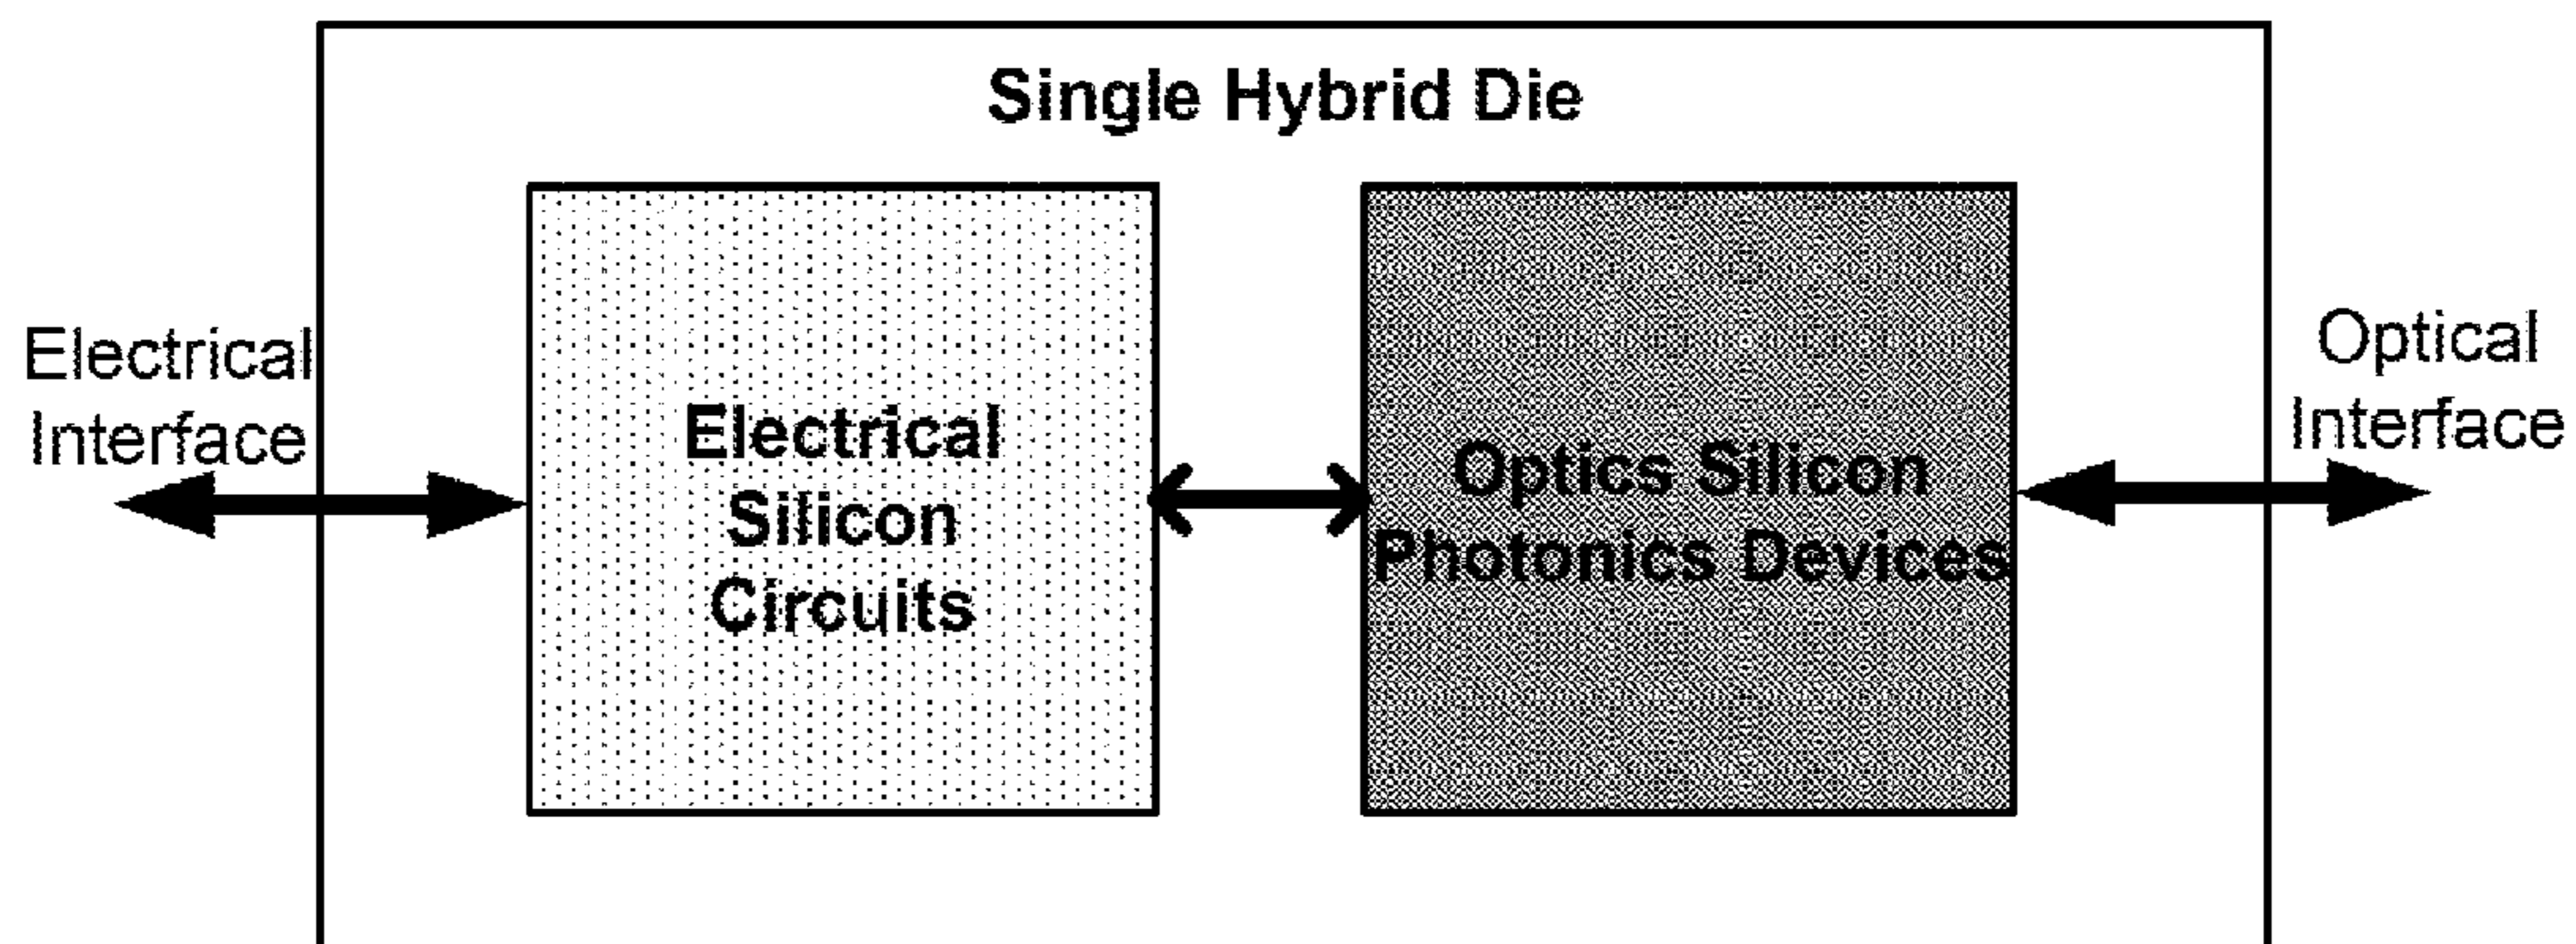 Single Hybrid Die
Electrical
Interface
Electrical
Silicon
Circuits
Optics Silicon
Photonics Devices
Optical
Interface